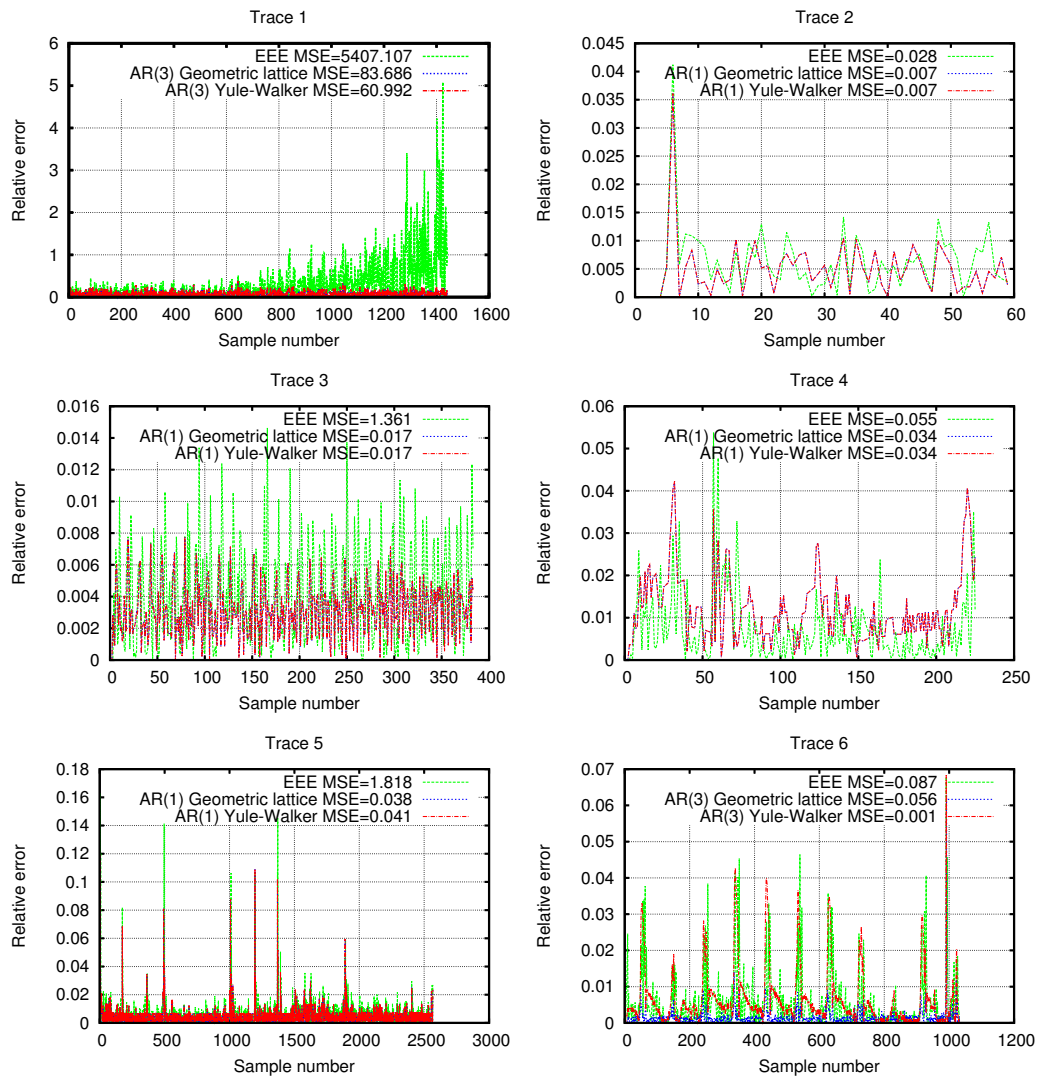 Trace 1
EEE MSE=5407.107
AR(3) Geometric lattice MSE=83.686
AR(3) Yule-Walker MSE=60.992
Relative error
6
5
4
3
2
1
0
0 200 400 600 800 1000 1200 1400 1600
Sample number
Trace 2
EEE MSE=0.028
AR(1) Geometric lattice MSE=0.007
AR(1) Yule-Walker MSE=0.007
Relative error
0.045
0.04
0.035
0.03
0.025
0.02
0.015
0.01
0.005
0
0 10 20 30 40 50 60
Sample number
Trace 3
EEE MSE=1.361
AR(1) Geometric lattice MSE=0.017
AR(1) Yule-Walker MSE=0.017
Relative error
0.016
0.014
0.012
0.01
0.008
0.006
0.004
0.002
0
0 50 100 150 200 250 300 350 400
Sample number
Trace 4
EEE MSE=0.055
AR(1) Geometric lattice MSE=0.034
AR(1) Yule-Walker MSE=0.034
Relative error
0.06
0.05
0.04
0.03
0.02
0.01
0
0 50 100 150 200 250
Sample number
Trace 5
EEE MSE=1.818
AR(1) Geometric lattice MSE=0.038
AR(1) Yule-Walker MSE=0.041
Relative error
0.18
0.16
0.14
0.12
0.1
0.08
0.06
0.04
0.02
0
0 500 1000 1500 2000 2500 3000
Sample number
Trace 6
EEE MSE=0.087
AR(3) Geometric lattice MSE=0.056
AR(3) Yule-Walker MSE=0.001
Relative error
0.07
0.06
0.05
0.04
0.03
0.02
0.01
0
0 200 400 600 800 1000 1200
Sample number